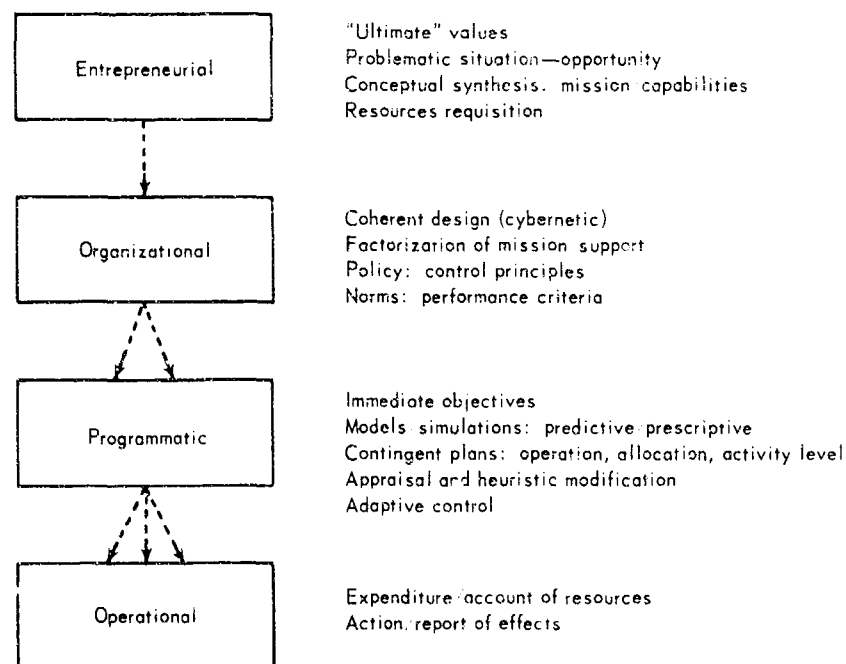 Entrepreneurial
"Ultimate" values
Problematic situation—opportunity
Conceptual synthesis. mission capabilities
Resources requisition
Organizational
Coherent design (cybernetic)
Factorization of mission support
Policy: control principles
Norms: performance criteria
Programmatic
Immediate objectives
Models simulations: predictive prescriptive
Contingent plans: operation, allocation, activity level
Appraisal and heuristic modification
Adaptive control
Operational
Expenditure account of resources
Action. report of effects